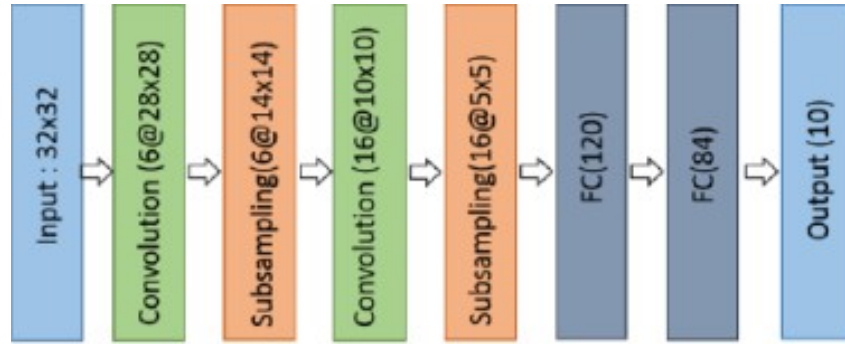 Input : 32x32
Convolution (6@28x28)
Subsampling(6@14x14)
Convolution (16@10x10)
Subsampling(16@5x5)
FC(120)
FC(84)
Output (10)